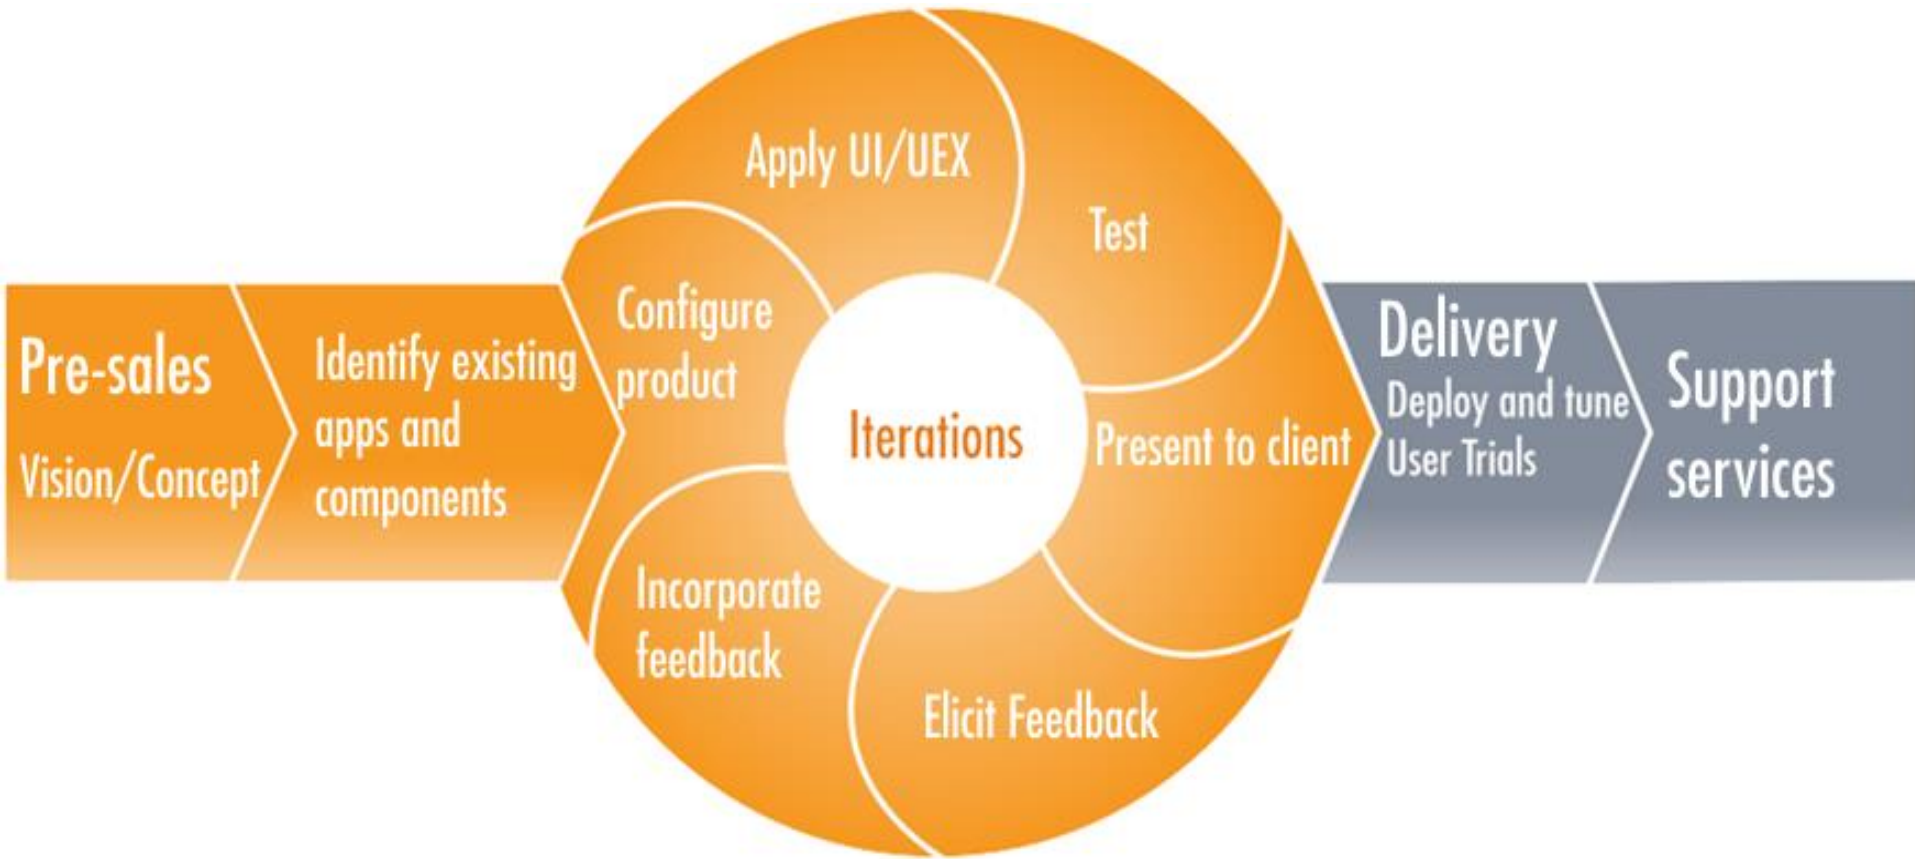 Pre-sales
Vision/Concept
Identify existing
apps and
components
Configure
product
Apply UI/UEX
Test
Present to client
Elicit Feedback
Incorporate
feedback
Iterations
Delivery
Deploy and tune
User Trials
Support
services